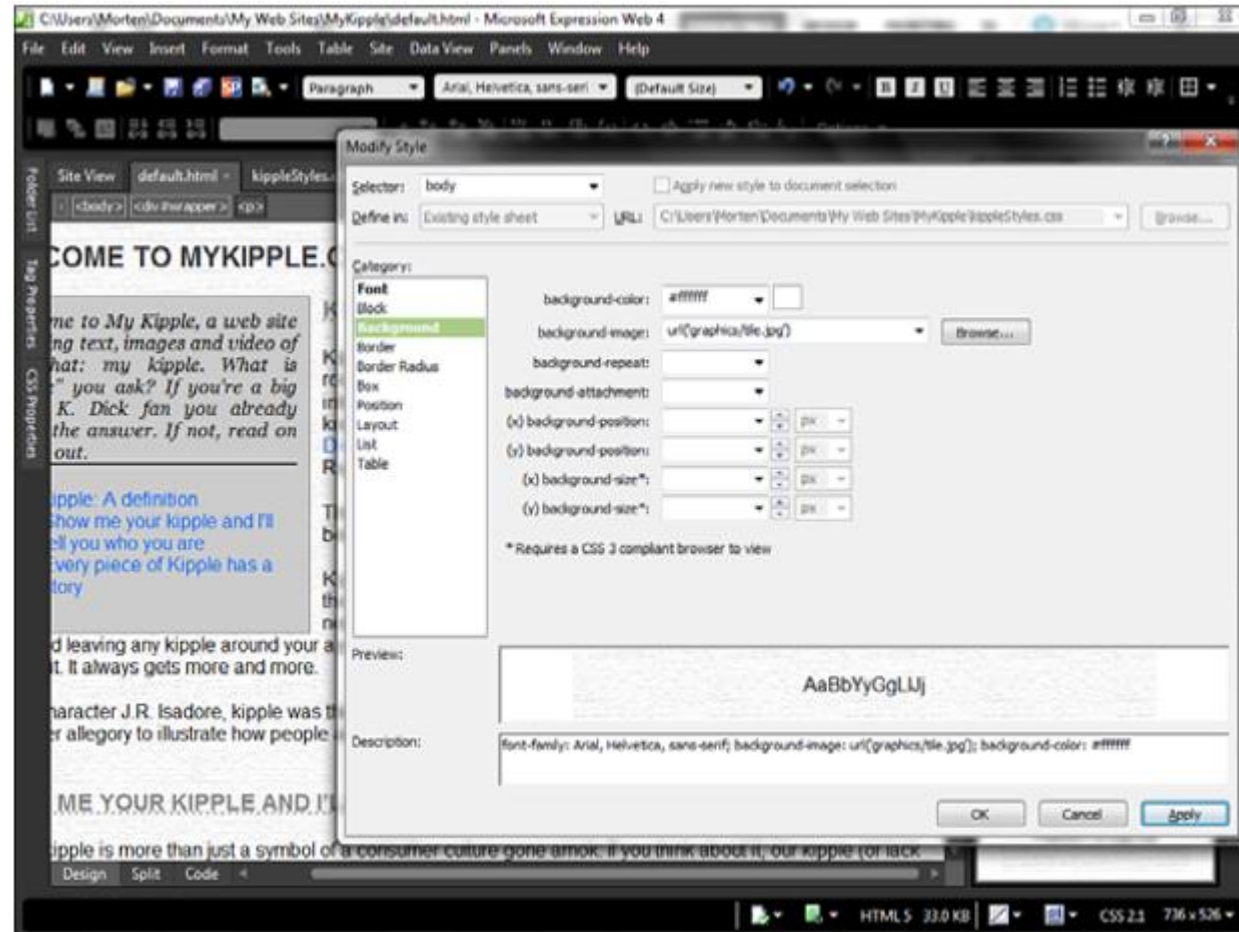 C:\Users\Morten\Documents\My Web Sites\MyKipple\default.html - Microsoft Expression Web 4
File Edit View Insert Format Tools Table Site Data View Panels Window Help
Paragraph Arial, Helvetica, sans-seri (Default Size) B I U
Folder List
Tag Properties
CSS Properties
Site View default.html kippleStyles.
<body> <div#wrapper> <p>
COME TO MYKIPPLE.C
me to My Kipple, a web site
ng text, images and video of
hat: my kipple. What is
e" you ask? If you're a big
K. Dick fan you already
the answer. If not, read on
out.
ipple: A definition
Show me your kipple and I'll
ell you who you are
Every piece of Kipple has a
tory
d leaving any kipple around your a
t. It always gets more and more.
haracter J.R. Isadore, kipple was th
er allegory to illustrate how people
ME YOUR KIPPLE AND I'L
kipple is more than just a symbol of a consumer culture gone amok. If you think about it, our kipple (or lack
Design Split Code
Modify Style
Selector: body Apply new style to document selection
Define in: Existing style sheet URL: C:\Users\Morten\Documents\My Web Sites\MyKipple\kippleStyles.css Browse...
Category:
Font
Block
Background
Border
Border Radius
Box
Position
Layout
List
Table
background-color: #ffffff
background-image: url('graphics/tile.jpg') Browse...
background-repeat:
background-attachment:
(x) background-position: px
(y) background-position: px
(x) background-size*: px
(y) background-size*: px
* Requires a CSS 3 compliant browser to view
Preview:
AaBbYyGgLlJj
Description:
font-family: Arial, Helvetica, sans-serif; background-image: url('graphics/tile.jpg'); background-color: #ffffff
OK Cancel Apply
HTML 5 33.0 KB CSS 2.1 736 x 526